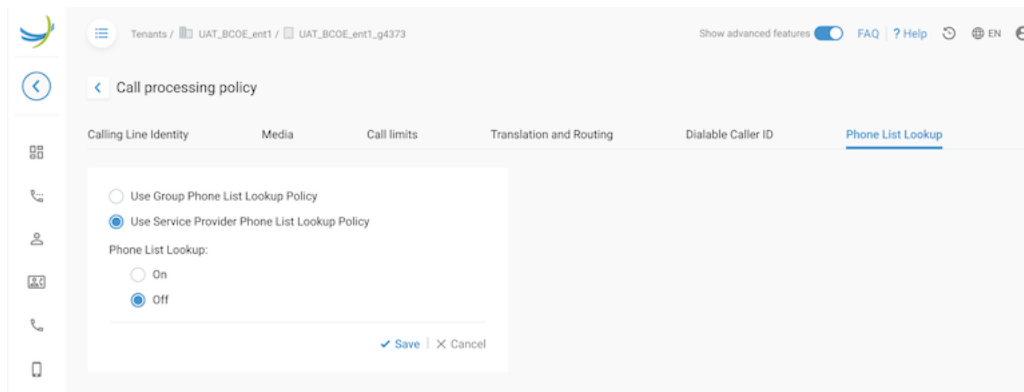 Tenants / UAT_BCOE_ent1 / UAT_BCOE_ent1_g4373
Show advanced features FAQ ? Help EN
Call processing policy
Calling Line Identity Media Call limits Translation and Routing Dialable Caller ID Phone List Lookup
Use Group Phone List Lookup Policy
Use Service Provider Phone List Lookup Policy
Phone List Lookup:
On
Off
Save Cancel